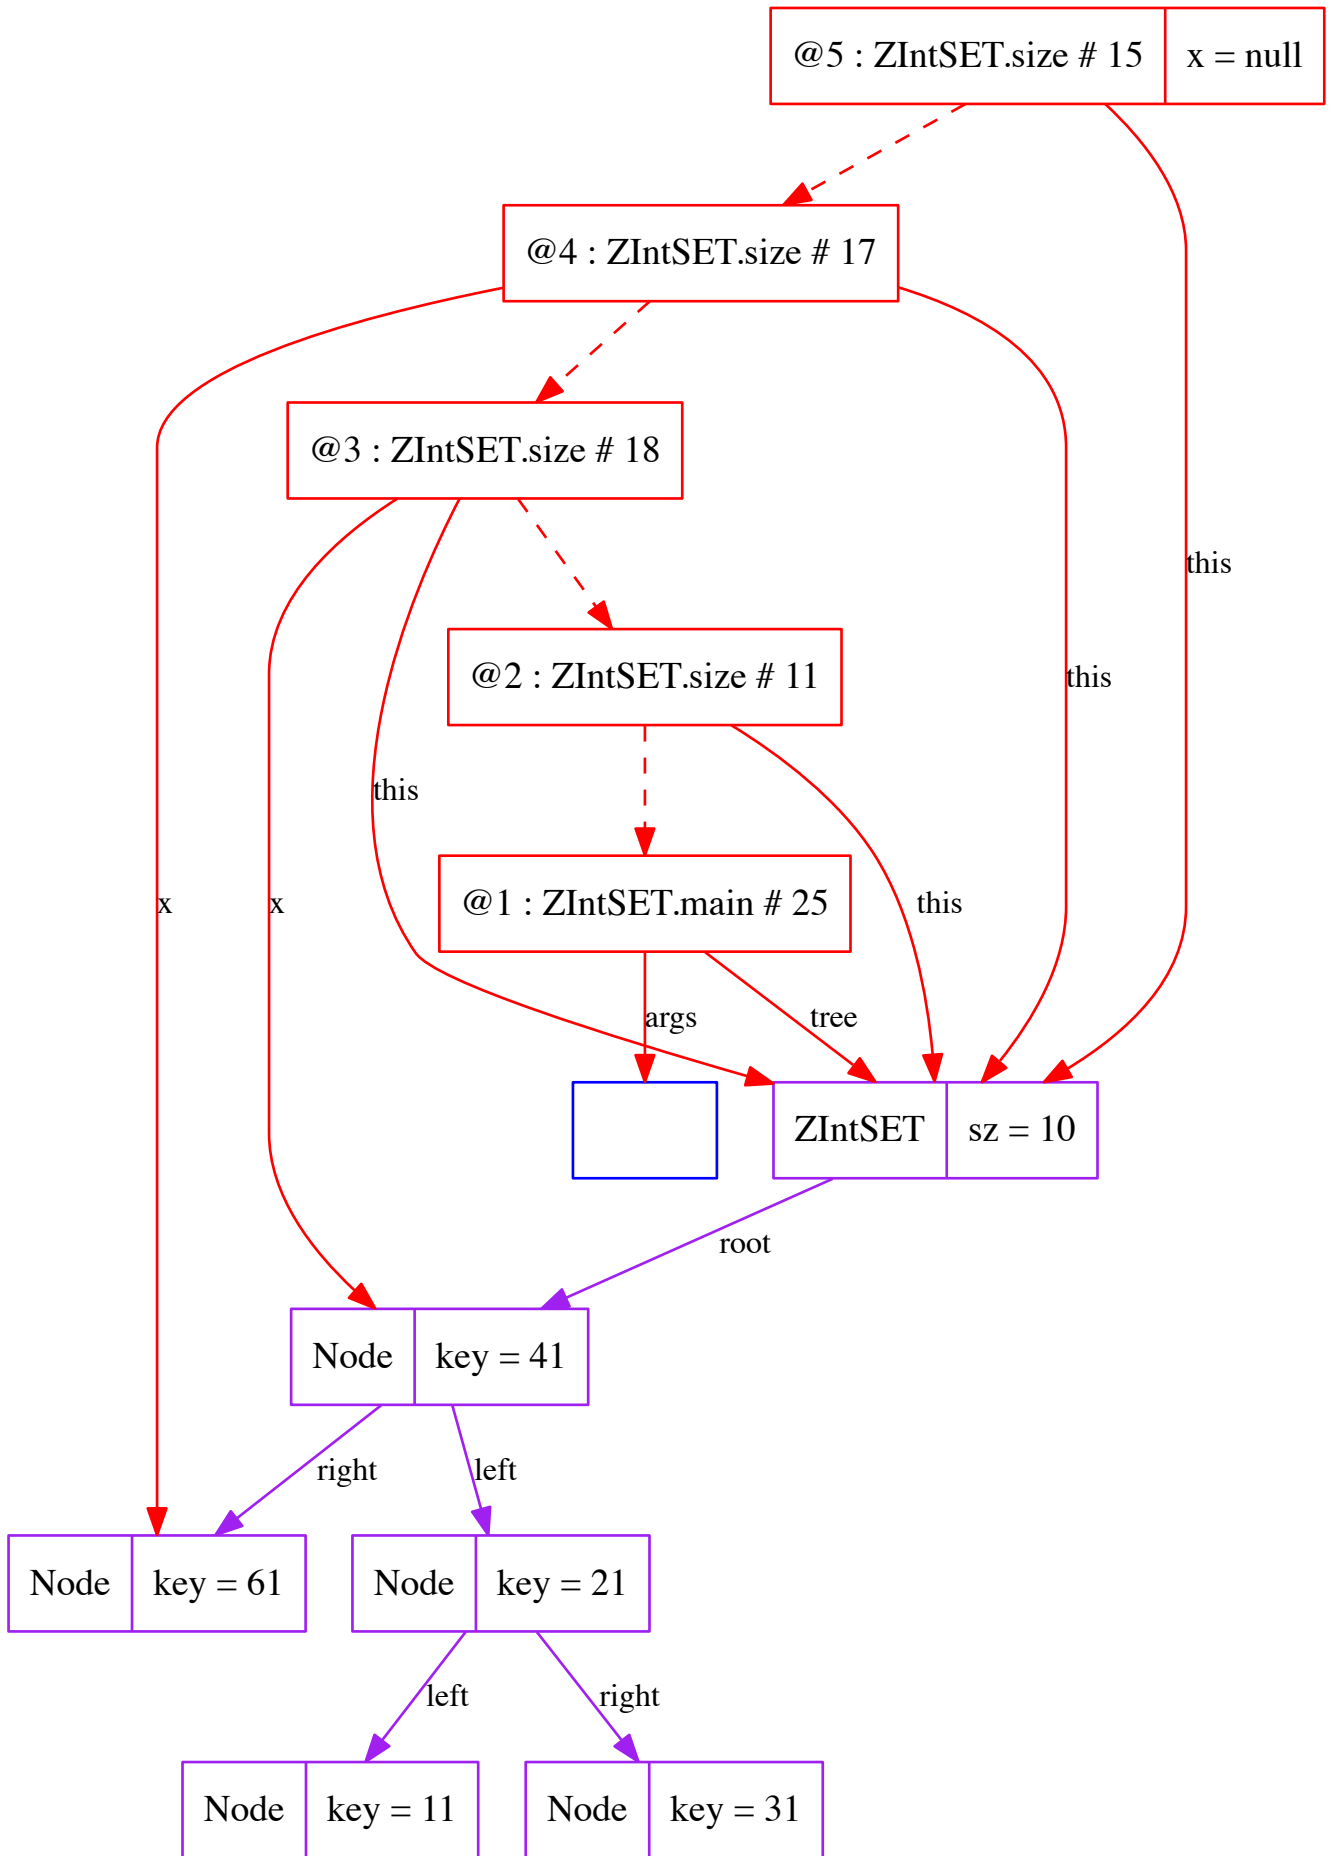 @5 : ZIntSET.size # 15 x = null
@4 : ZIntSET.size # 17
@3 : ZIntSET.size # 18
this
@2 : ZIntSET.size # 11
this
this
@1 : ZIntSET.main # 25
x
x
this
args
tree
ZIntSET sz = 10
root
Node key = 41
right
left
Node key = 61
Node key = 21
left
right
Node key = 11
Node key = 31